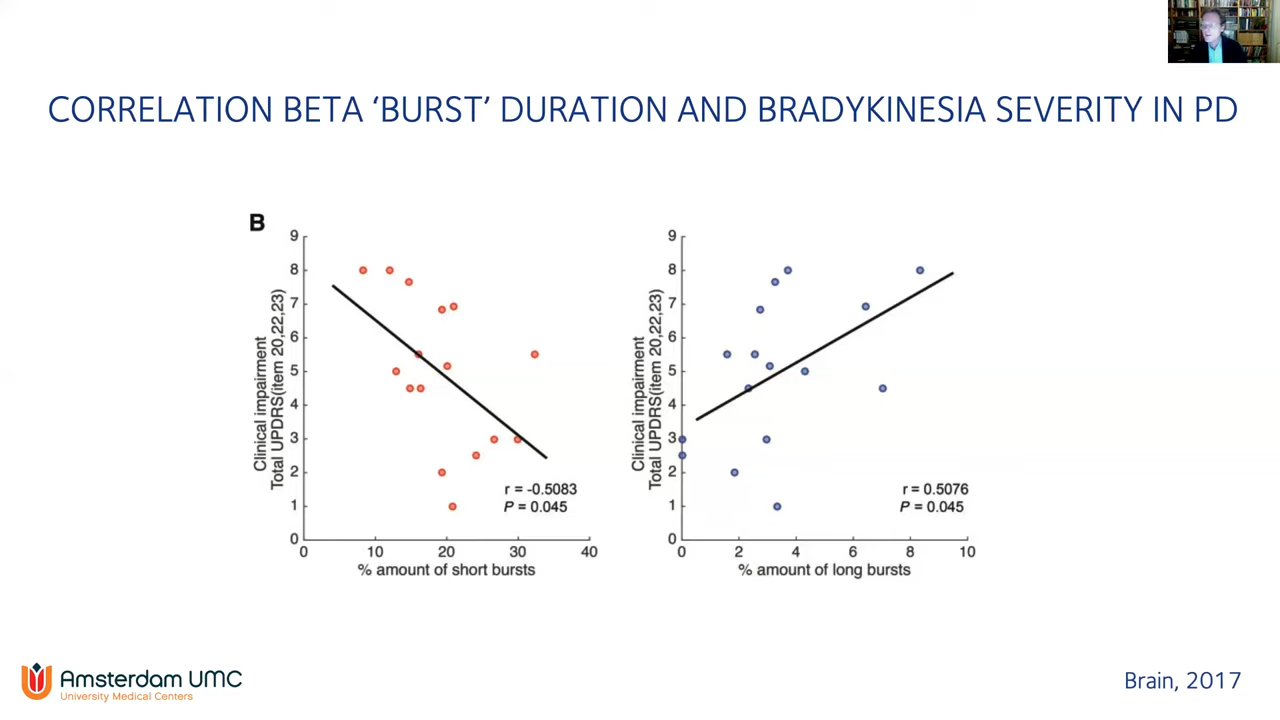 CORRELATION BETA ‘BURST’ DURATION AND BRADYKINESIA SEVERITY IN PD
B
Clinical impairment
Total UPDRS(item 20,22,23)
9
8
7
6
5
4
3
2
1
0
0 10 20 30 40
% amount of short bursts
r = -0.5083
P = 0.045
Clinical impairment
Total UPDRS(item 20,22,23)
9
8
7
6
5
4
3
2
1
0
0 2 4 6 8 10
% amount of long bursts
r = 0.5076
P = 0.045
Amsterdam UMC
University Medical Centers
Brain, 2017